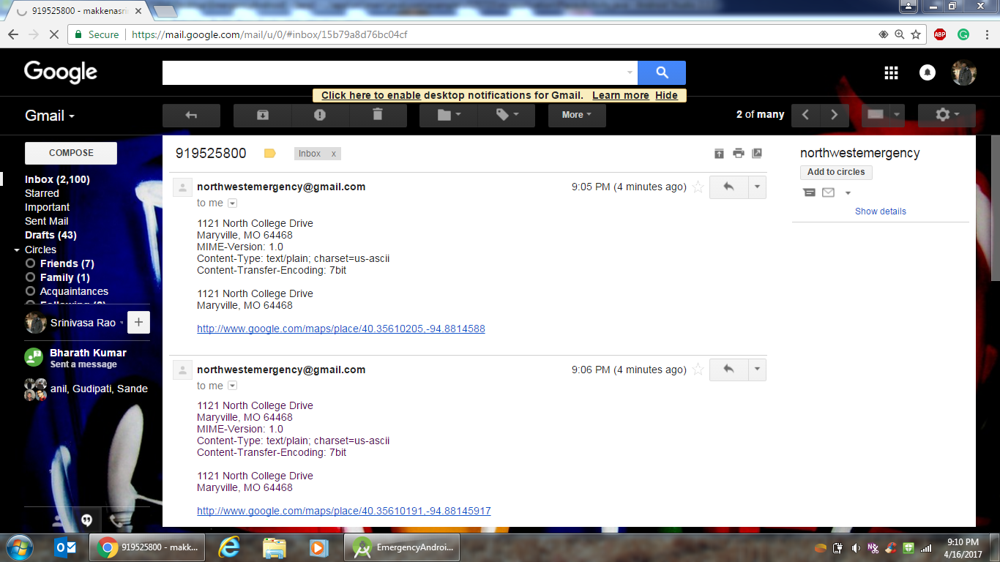 919525800 - makkenasri
Secure
https://mail.google.com/mail/u/0/#inbox/15b79a8d76bc04cf
ABP
Google
Click here to enable desktop notifications for Gmail. Learn more Hide
Gmail
More
2 of many
COMPOSE
Inbox (2,100)
Starred
Important
Sent Mail
Drafts (43)
Circles
Friends (7)
Family (1)
Acquaintances
Srinivasa Rao
Bharath Kumar
Sent a message
anil, Gudipati, Sande
919525800
Inbox x
northwestemergency@gmail.com
9:05 PM (4 minutes ago)
to me
1121 North College Drive
Maryville, MO 64468
MIME-Version: 1.0
Content-Type: text/plain; charset=us-ascii
Content-Transfer-Encoding: 7bit
1121 North College Drive
Maryville, MO 64468
http://www.google.com/maps/place/40.35610205,-94.8814588
northwestemergency@gmail.com
9:06 PM (4 minutes ago)
to me
1121 North College Drive
Maryville, MO 64468
MIME-Version: 1.0
Content-Type: text/plain; charset=us-ascii
Content-Transfer-Encoding: 7bit
1121 North College Drive
Maryville, MO 64468
http://www.google.com/maps/place/40.35610191,-94.88145917
northwestemergency
Add to circles
Show details
919525800 - makk...
EmergencyAndroi...
9:10 PM
4/16/2017